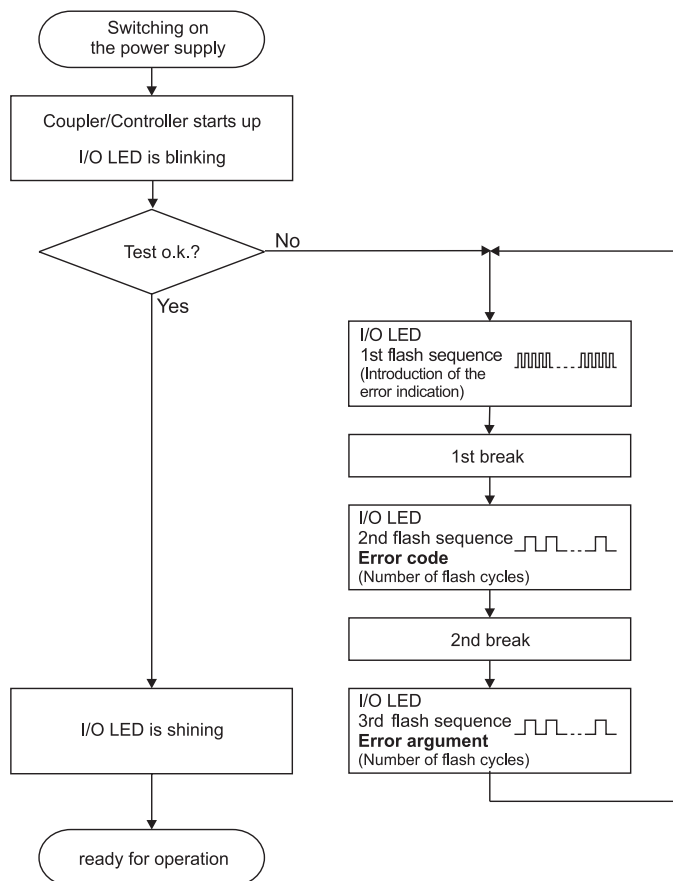 Switching on
the power supply
Coupler/Controller starts up
I/O LED is blinking
Test o.k.?
No
Yes
I/O LED
1st flash sequence
(Introduction of the
error indication)
1st break
I/O LED
2nd flash sequence
Error code
(Number of flash cycles)
2nd break
I/O LED
3rd flash sequence
Error argument
(Number of flash cycles)
I/O LED is shining
ready for operation